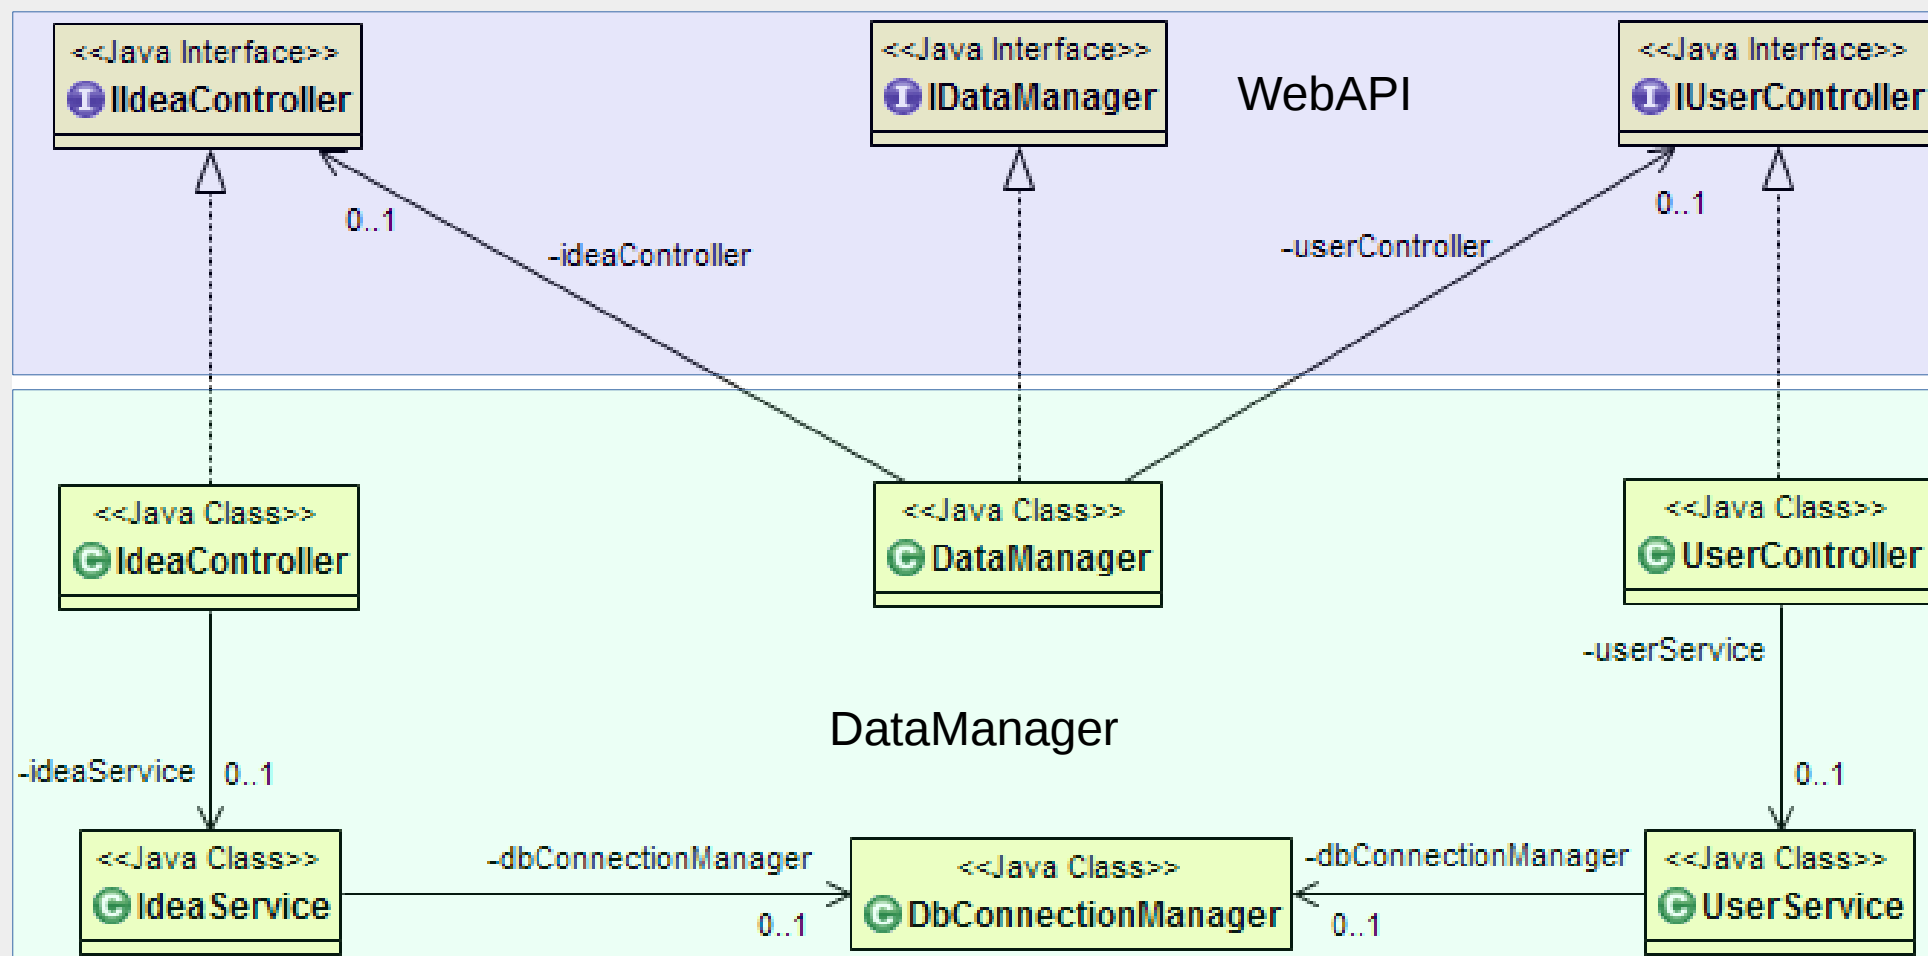 <<Java Interface>>
IIdeaController
<<Java Interface>>
IDataManager
WebAPI
<<Java Interface>>
IUserController
0..1
-ideaController
-userController
0..1
<<Java Class>>
IdeaController
<<Java Class>>
DataManager
<<Java Class>>
UserController
-userService
DataManager
-ideaService
0..1
0..1
<<Java Class>>
IdeaService
-dbConnectionManager
0..1
<<Java Class>>
DbConnectionManager
-dbConnectionManager
0..1
<<Java Class>>
UserService